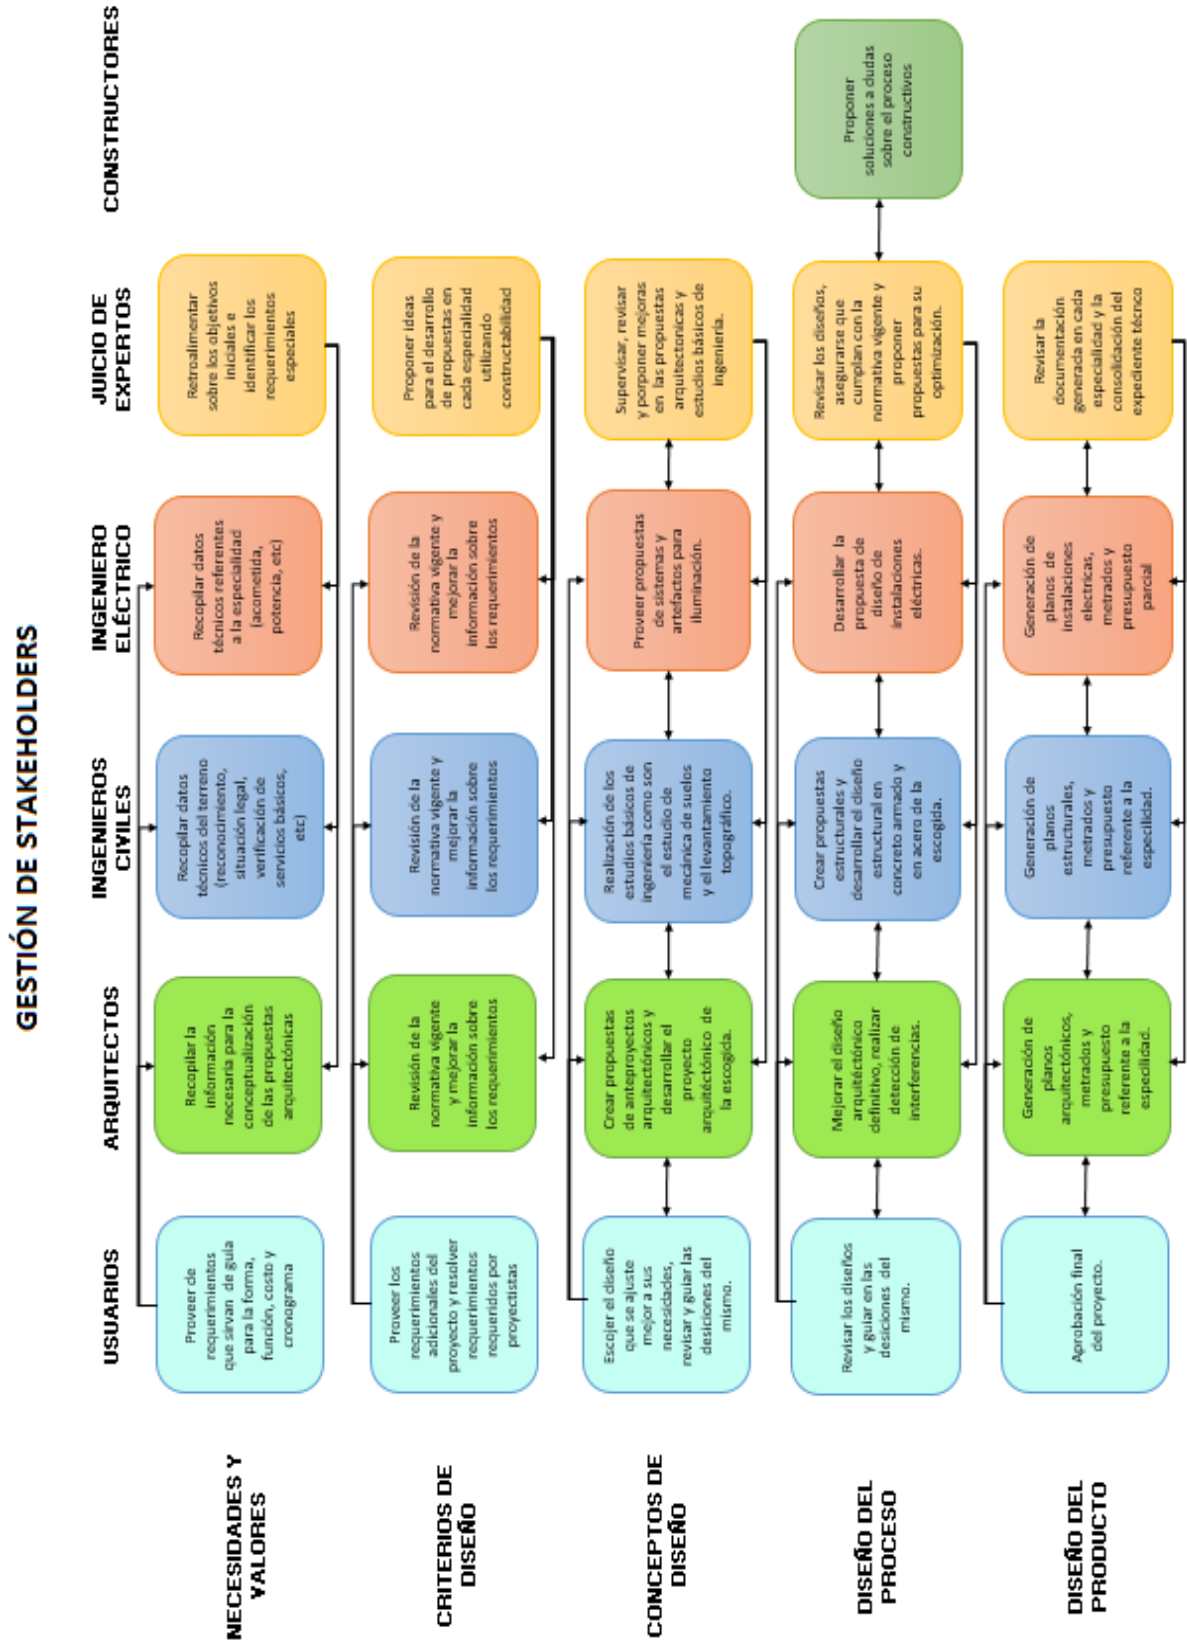 GESTIÓN DE STAKEHOLDERS
USUARIOS
ARQUITECTOS
INGENIEROS
CIVILES
INGENIERO
ELÉCTRICO
JUICIO DE
EXPERTOS
CONSTRUCTORES
NECESIDADES Y
VALORES
Proveer de
requerimientos
que sirvan de guía
para la forma,
función, costo y
cronograma
Recopilar la
información
necesaria para la
conceptualización
de las propuestas
arquitectónicas
Recopilar datos
técnicos del terreno
(reconocimiento,
situación legal,
verificación de
servicios básicos,
etc)
Recopilar datos
técnicos referentes
a la especialidad
(acometida,
potencia, etc)
Retroalimentar
sobre los objetivos
iniciales e
identificar los
requerimientos
especiales
CRITERIOS DE
DISEÑO
Proveer los
requerimientos
adicionales del
proyecto y resolver
requerimientos
requeridos por
proyectistas
Revisión de la
normativa vigente
y mejorar la
información sobre
los requerimientos
Revisión de la
normativa vigente y
mejorar la
información sobre
los requerimientos
Revisión de la
normativa vigente y
mejorar la
información sobre
los requerimientos
Proponer ideas
para el desarrollo
de propuestas en
cada especialidad
utilizando
constructabilidad
CONCEPTOS DE
DISEÑO
Escojer el diseño
que se ajuste
mejor a sus
necesidades,
revisar y guiar las
desiciones del
mismo.
Crear propuestas
de anteproyectos
arquitectónicos y
desarrollar el
proyecto
arquitéctónico de
la escogida.
Realización de los
estudios básicos de
ingeniería como son
el estudio de
mecánica de suelos
y el levantamiento
topográfico.
Proveer propuestas
de sistemas y
artefactos para
iluminación.
Supervisar, revisar
y porponer mejoras
en las propuestas
arquitectonicas y
estudios básicos de
ingeniería.
DISEÑO DEL
PROCESO
Revisar los diseños
y guiar en las
desiciones del
mismo.
Mejorar el diseño
arquitéctónico
definitivo, realizar
detección de
interferencias.
Crear propuestas
estructurales y
desarrollar el diseño
estructural en
concreto armado y
en acero de la
escogida.
Desarrollar la
propuesta de
diseño de
instalaciones
eléctricas.
Revisar los diseños,
asegurarse que
cumplan con la
normativa vigente y
proponer
propuestas para su
optimización.
Proponer
soluciones a dudas
sobre el proceso
constructivos
DISEÑO DEL
PRODUCTO
Aprobación final
del proyecto.
Generación de
planos
arquitectónicos,
metrados y
presupuesto
referente a la
especilidad.
Generación de
planos
estructurales,
metrados y
presupuesto
referente a la
especilidad.
Generación de
planos de
instalaciones
electricas,
metrados y
presupuesto
parcial
Revisar la
documentación
generada en cada
especialidad y la
consolidación del
expediente técnco